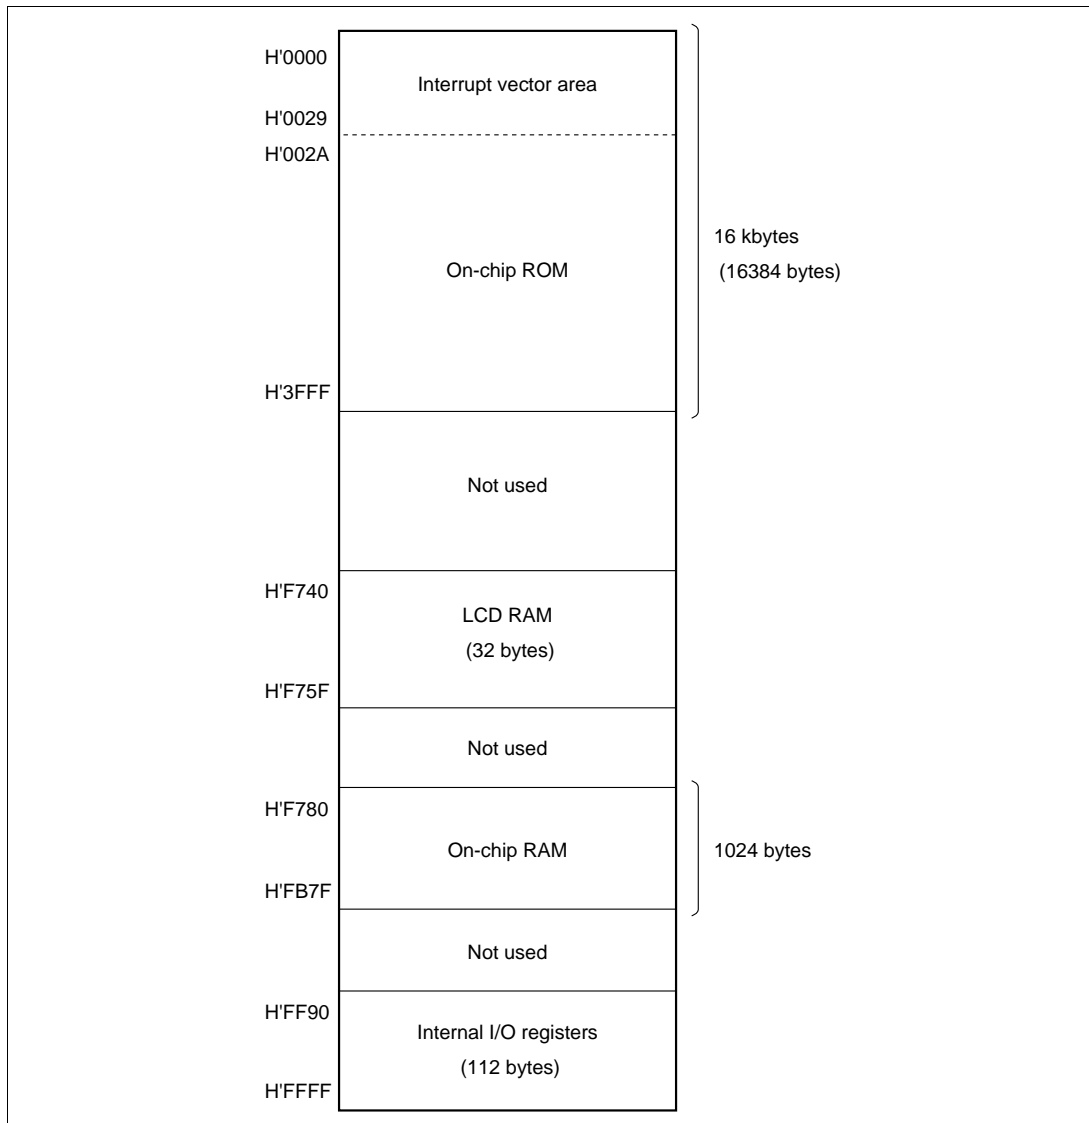 H'0000
Interrupt vector area
H'0029
H'002A
16 kbytes
(16384 bytes)
On-chip ROM
H'3FFF
Not used
H'F740
LCD RAM
(32 bytes)
H'F75F
Not used
H'F780
On-chip RAM
1024 bytes
H'FB7F
Not used
H'FF90
Internal I/O registers
(112 bytes)
H'FFFF